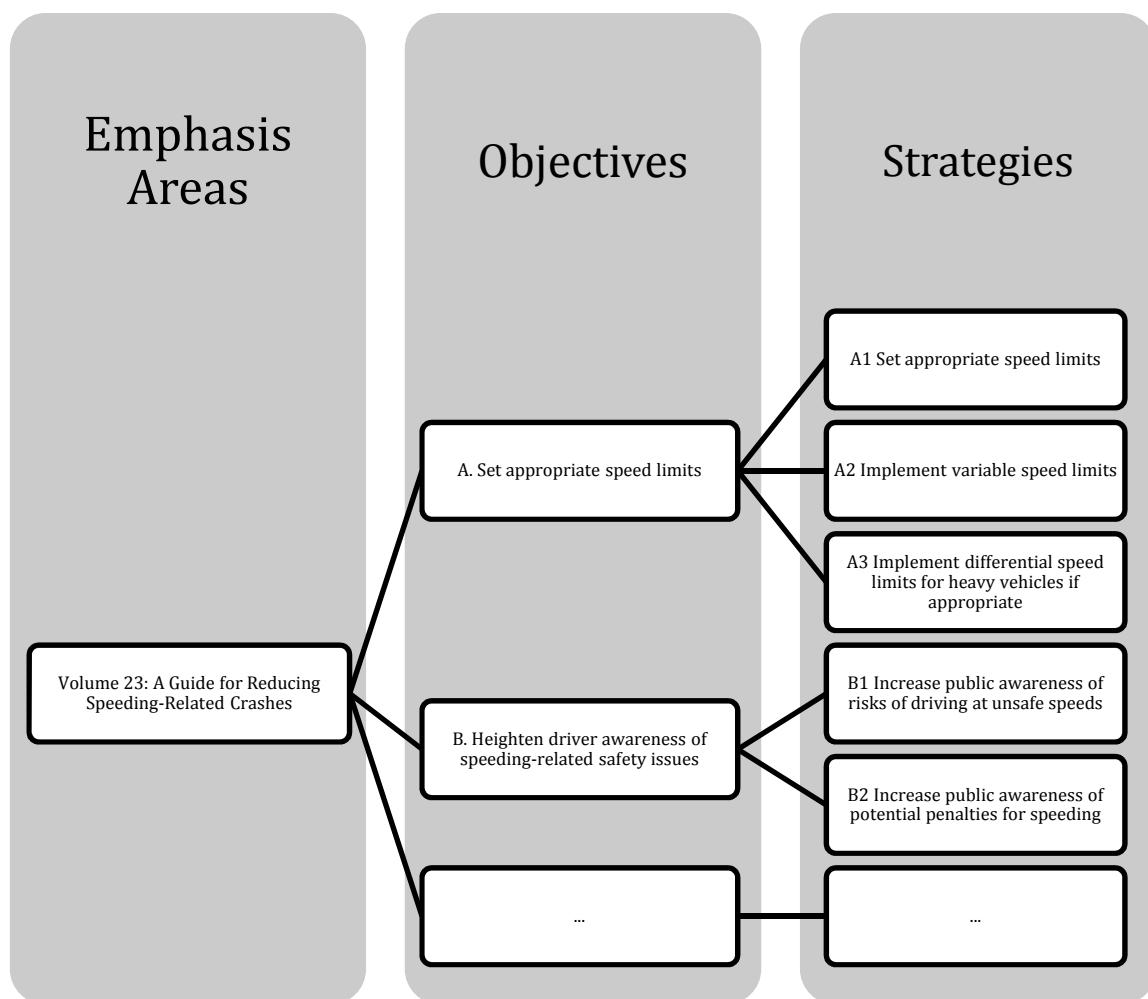 Emphasis
Areas
Objectives
Strategies
Volume 23: A Guide for Reducing
Speeding-Related Crashes
A. Set appropriate speed limits
B. Heighten driver awareness of
speeding-related safety issues
...
A1 Set appropriate speed limits
A2 Implement variable speed limits
A3 Implement differential speed
limits for heavy vehicles if
appropriate
B1 Increase public awareness of
risks of driving at unsafe speeds
B2 Increase public awareness of
potential penalties for speeding
...